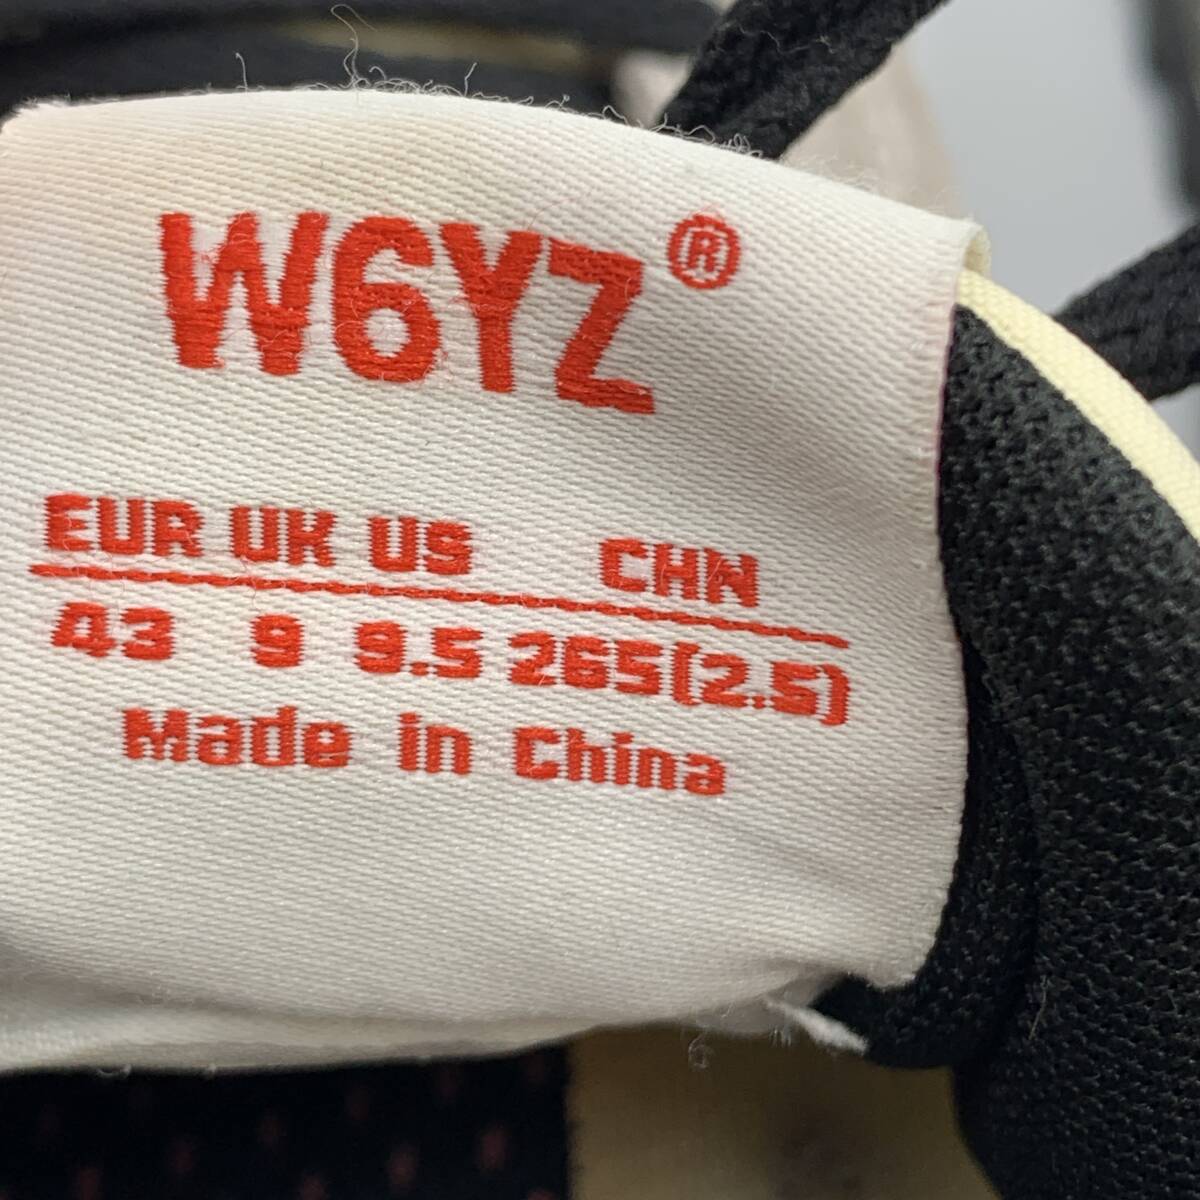 W6YZ®
EUR UK US CHN
43 9 9.5 265(2.5)
Made in China